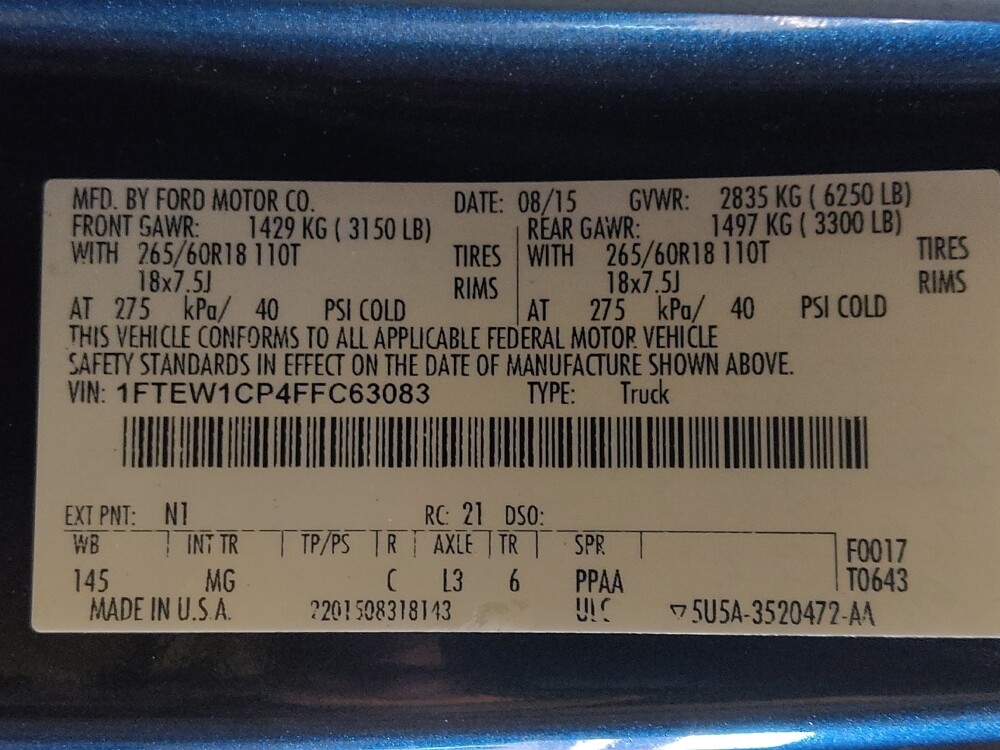 MFD. BY FORD MOTOR CO. DATE: 08/15 GVWR: 2835 KG ( 6250 LB)
FRONT GAWR: 1429 KG ( 3150 LB) REAR GAWR: 1497 KG ( 3300 LB)
WITH 265/60R18 110T TIRES WITH 265/60R18 110T TIRES
18x7.5J RIMS 18x7.5J RIMS
AT 275 kPa/ 40 PSI COLD AT 275 kPa/ 40 PSI COLD
THIS VEHICLE CONFORMS TO ALL APPLICABLE FEDERAL MOTOR VEHICLE
SAFETY STANDARDS IN EFFECT ON THE DATE OF MANUFACTURE SHOWN ABOVE.
VIN: 1FTEW1CP4FFC63083 TYPE: Truck
EXT PNT: N1 RC: 21 DSO:
WB INT TR TP/PS R AXLE TR SPR F0017
145 MG C L3 6 PPAA T0643
MADE IN U.S.A. 2201508318143 ULC ▽5U5A-3520472-AA